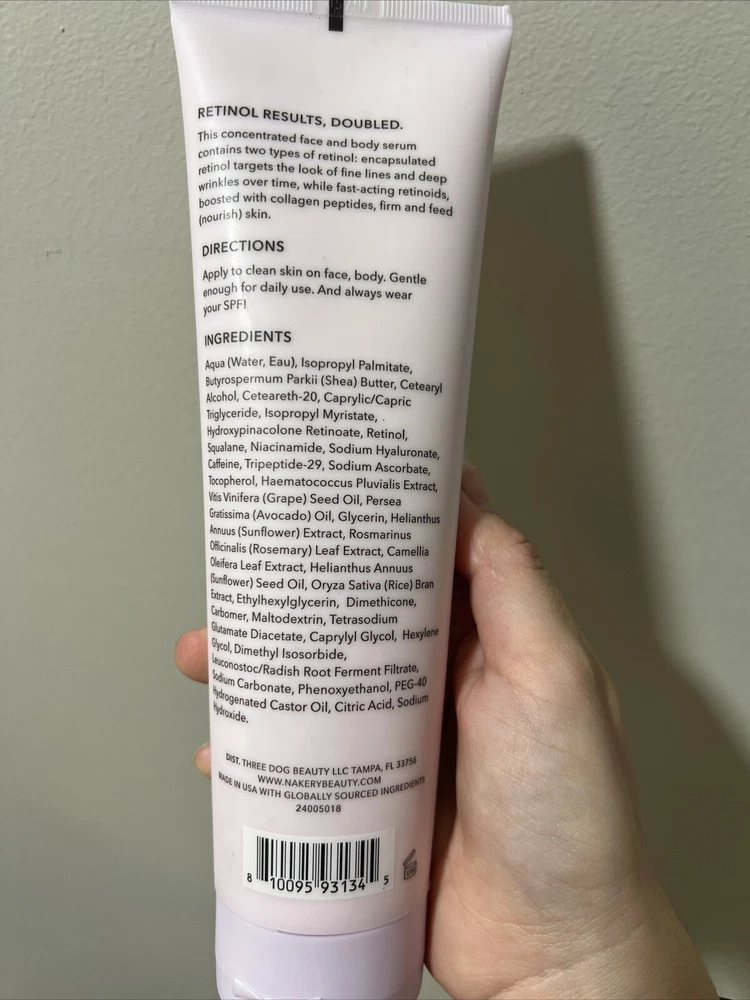 RETINOL RESULTS, DOUBLED.
This concentrated face and body serum
contains two types of retinol: encapsulated
retinol targets the look of fine lines and deep
wrinkles over time, while fast-acting retinoids,
boosted with collagen peptides, firm and feed
(nourish) skin.
DIRECTIONS
Apply to clean skin on face, body. Gentle
enough for daily use. And always wear
your SPF!
INGREDIENTS
Aqua (Water, Eau), Isopropyl Palmitate,
Butyrospermum Parkii (Shea) Butter, Cetearyl
Alcohol, Ceteareth-20, Caprylic/Capric
Triglyceride, Isopropyl Myristate, .
Hydroxypinacolone Retinoate, Retinol,
Squalane, Niacinamide, Sodium Hyaluronate,
Caffeine, Tripeptide-29, Sodium Ascorbate,
Tocopherol, Haematococcus Pluvialis Extract,
Vitis Vinifera (Grape) Seed Oil, Persea
Gratissima (Avocado) Oil, Glycerin, Helianthus
Annuus (Sunflower) Extract, Rosmarinus
Officinalis (Rosemary) Leaf Extract, Camellia
Oleifera Leaf Extract, Helianthus Annuus
(Sunflower) Seed Oil, Oryza Sativa (Rice) Bran
Extract, Ethylhexylglycerin, Dimethicone,
Carbomer, Maltodextrin, Tetrasodium
Glutamate Diacetate, Caprylyl Glycol, Hexylene
Glycol, Dimethyl Isosorbide,
Leuconostoc/Radish Root Ferment Filtrate,
Sodium Carbonate, Phenoxyethanol, PEG-40
Hydrogenated Castor Oil, Citric Acid, Sodium
Hydroxide.
DIST. THREE DOG BEAUTY LLC TAMPA, FL 33756
WWW.NAKERYBEAUTY.COM
MADE IN USA WITH GLOBALLY SOURCED INGREDIENTS
24005018
8 10095 93134 5